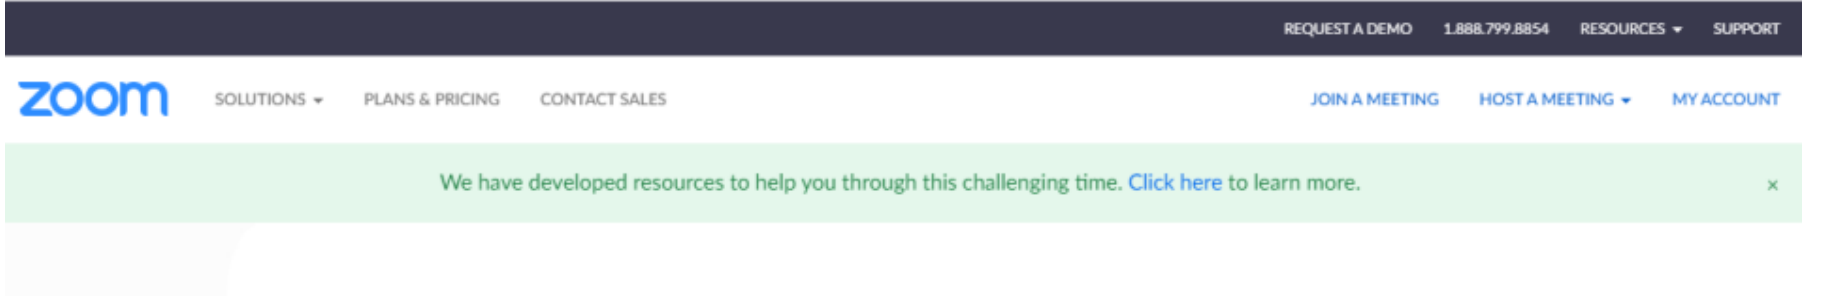 REQUEST A DEMO 1.888.799.8854 RESOURCES SUPPORT
zoom SOLUTIONS PLANS & PRICING CONTACT SALES JOIN A MEETING HOST A MEETING MY ACCOUNT
We have developed resources to help you through this challenging time. Click here to learn more. ×